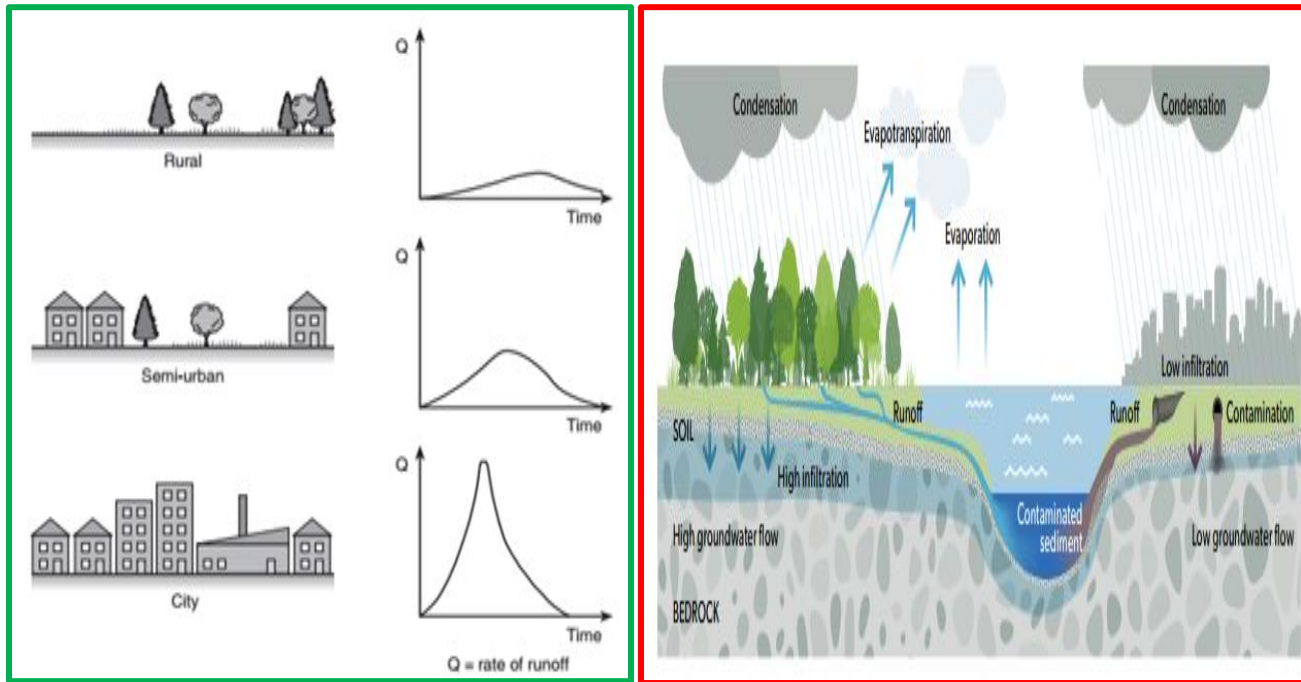 Q
Rural
Time
Q
Semi-urban
Time
Q
City
Time
Q = rate of runoff
Condensation
Condensation
Evapotranspiration
Evaporation
Low infiltration
Runoff
Runoff
Contamination
SOIL
High infiltration
Contaminated
sediment
High groundwater flow
Low groundwater flow
BEDROCK